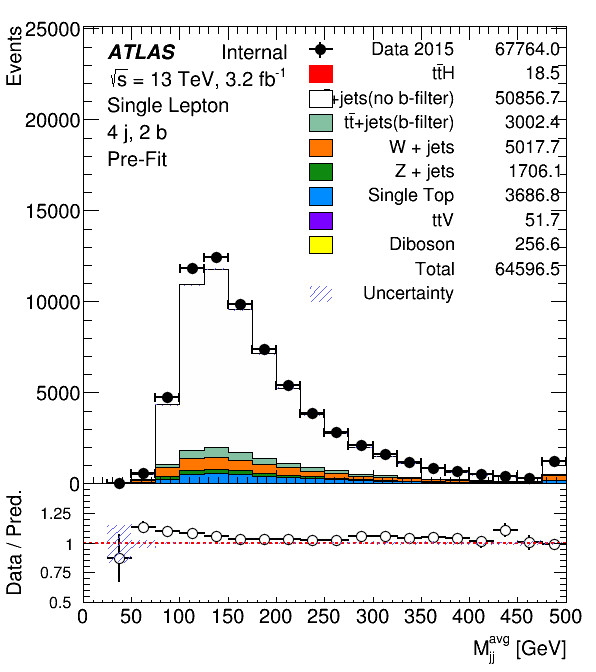 25000
20000
15000
10000
5000
0
Events
ATLAS Internal
√s = 13 TeV, 3.2 fb⁻¹
Single Lepton
4 j, 2 b
Pre-Fit
Data 2015 67764.0
tt̄H 18.5
+jets(no b-filter) 50856.7
tt̄+jets(b-filter) 3002.4
W + jets 5017.7
Z + jets 1706.1
Single Top 3686.8
ttV 51.7
Diboson 256.6
Total 64596.5
Uncertainty
Data / Pred.
1.25
1
0.75
0.5
0 50 100 150 200 250 300 350 400 450 500
M_jj^avg [GeV]